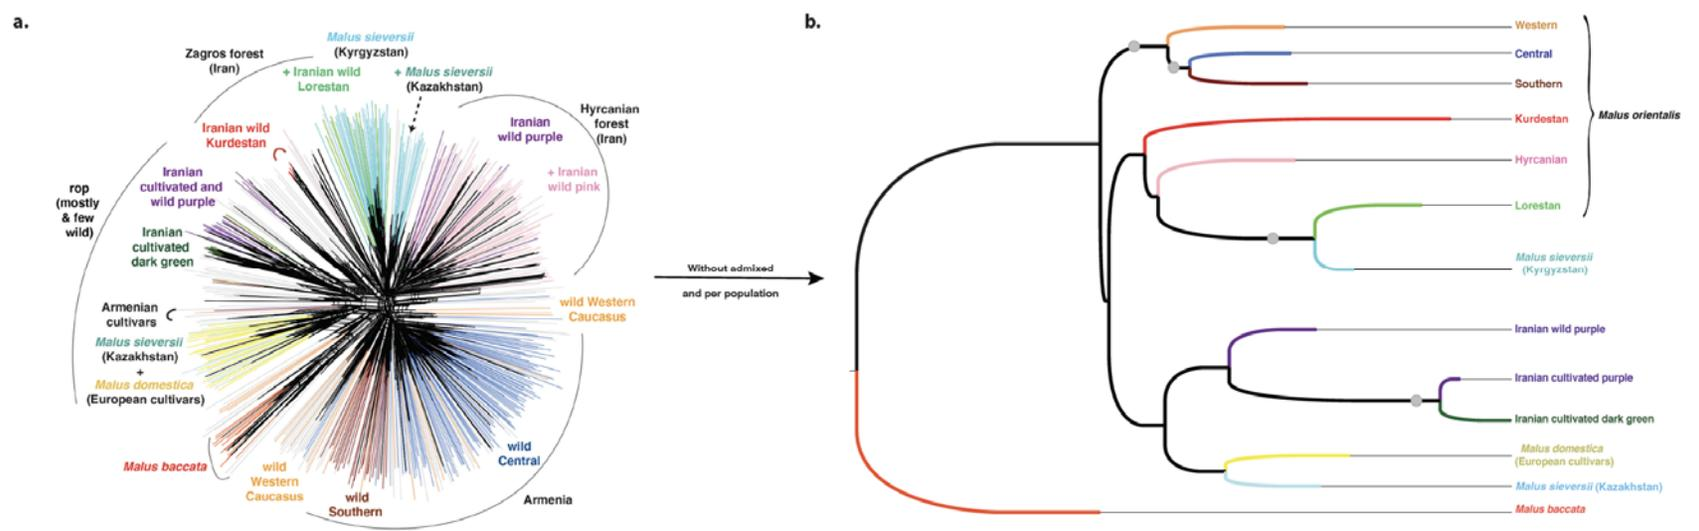 a.
Malus sieversii
(Kyrgyzstan)
Zagros forest
(Iran)
+ Iranian wild
Lorestan
+ Malus sieversii
(Kazakhstan)
Hyrcanian
forest
(Iran)
Iranian wild
Kurdestan
Iranian
wild purple
Iranian
cultivated and
wild purple
+ Iranian
wild pink
rop
(mostly
& few
wild)
Iranian
cultivated
dark green
Armenian
cultivars
wild Western
Caucasus
Malus sieversii
(Kazakhstan)
+
Malus domestica
(European cultivars)
Malus baccata
wild
Western
Caucasus
wild
Southern
wild
Central
Armenia
Without admixed
and per population
b.
Western
Central
Southern
Malus orientalis
Kurdestan
Hyrcanian
Lorestan
Malus sieversii
(Kyrgyzstan)
Iranian wild purple
Iranian cultivated purple
Iranian cultivated dark green
Malus domestica
(European cultivars)
Malus sieversii (Kazakhstan)
Malus baccata